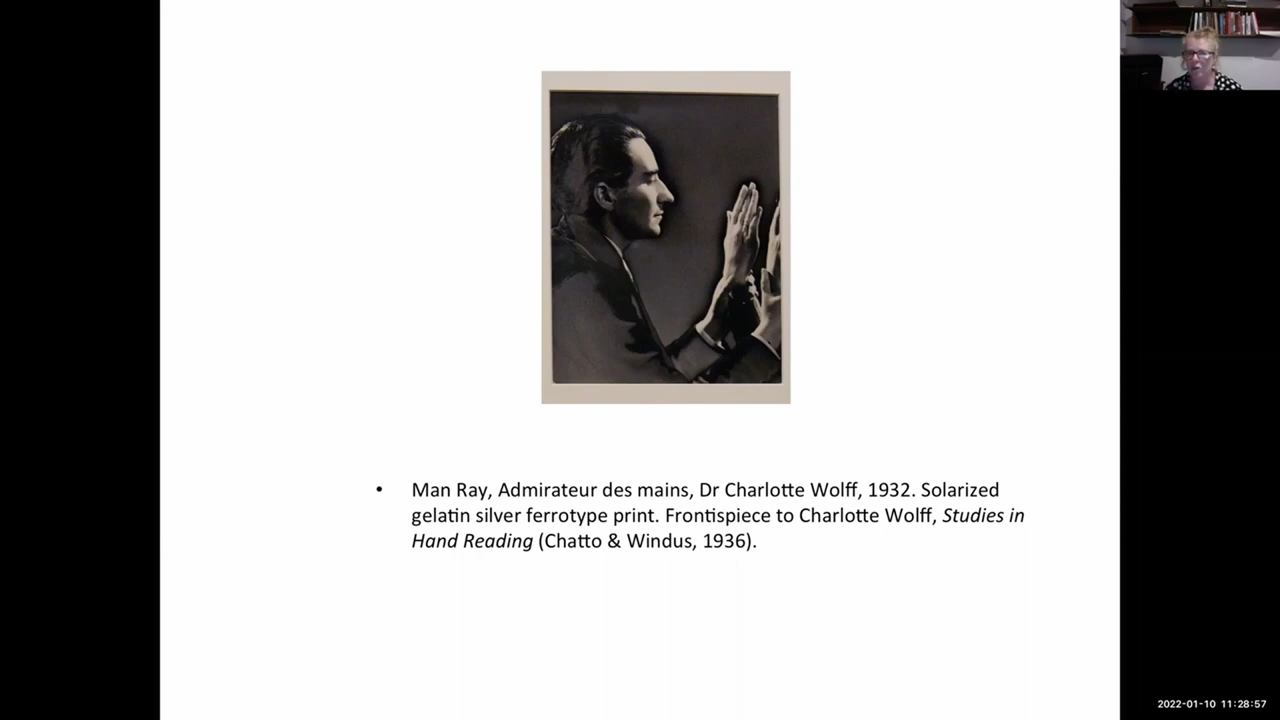 • Man Ray, Admirateur des mains, Dr Charlotte Wolff, 1932. Solarized
gelatin silver ferrotype print. Frontispiece to Charlotte Wolff, Studies in
Hand Reading (Chatto & Windus, 1936).
2022-01-10 11:28:57